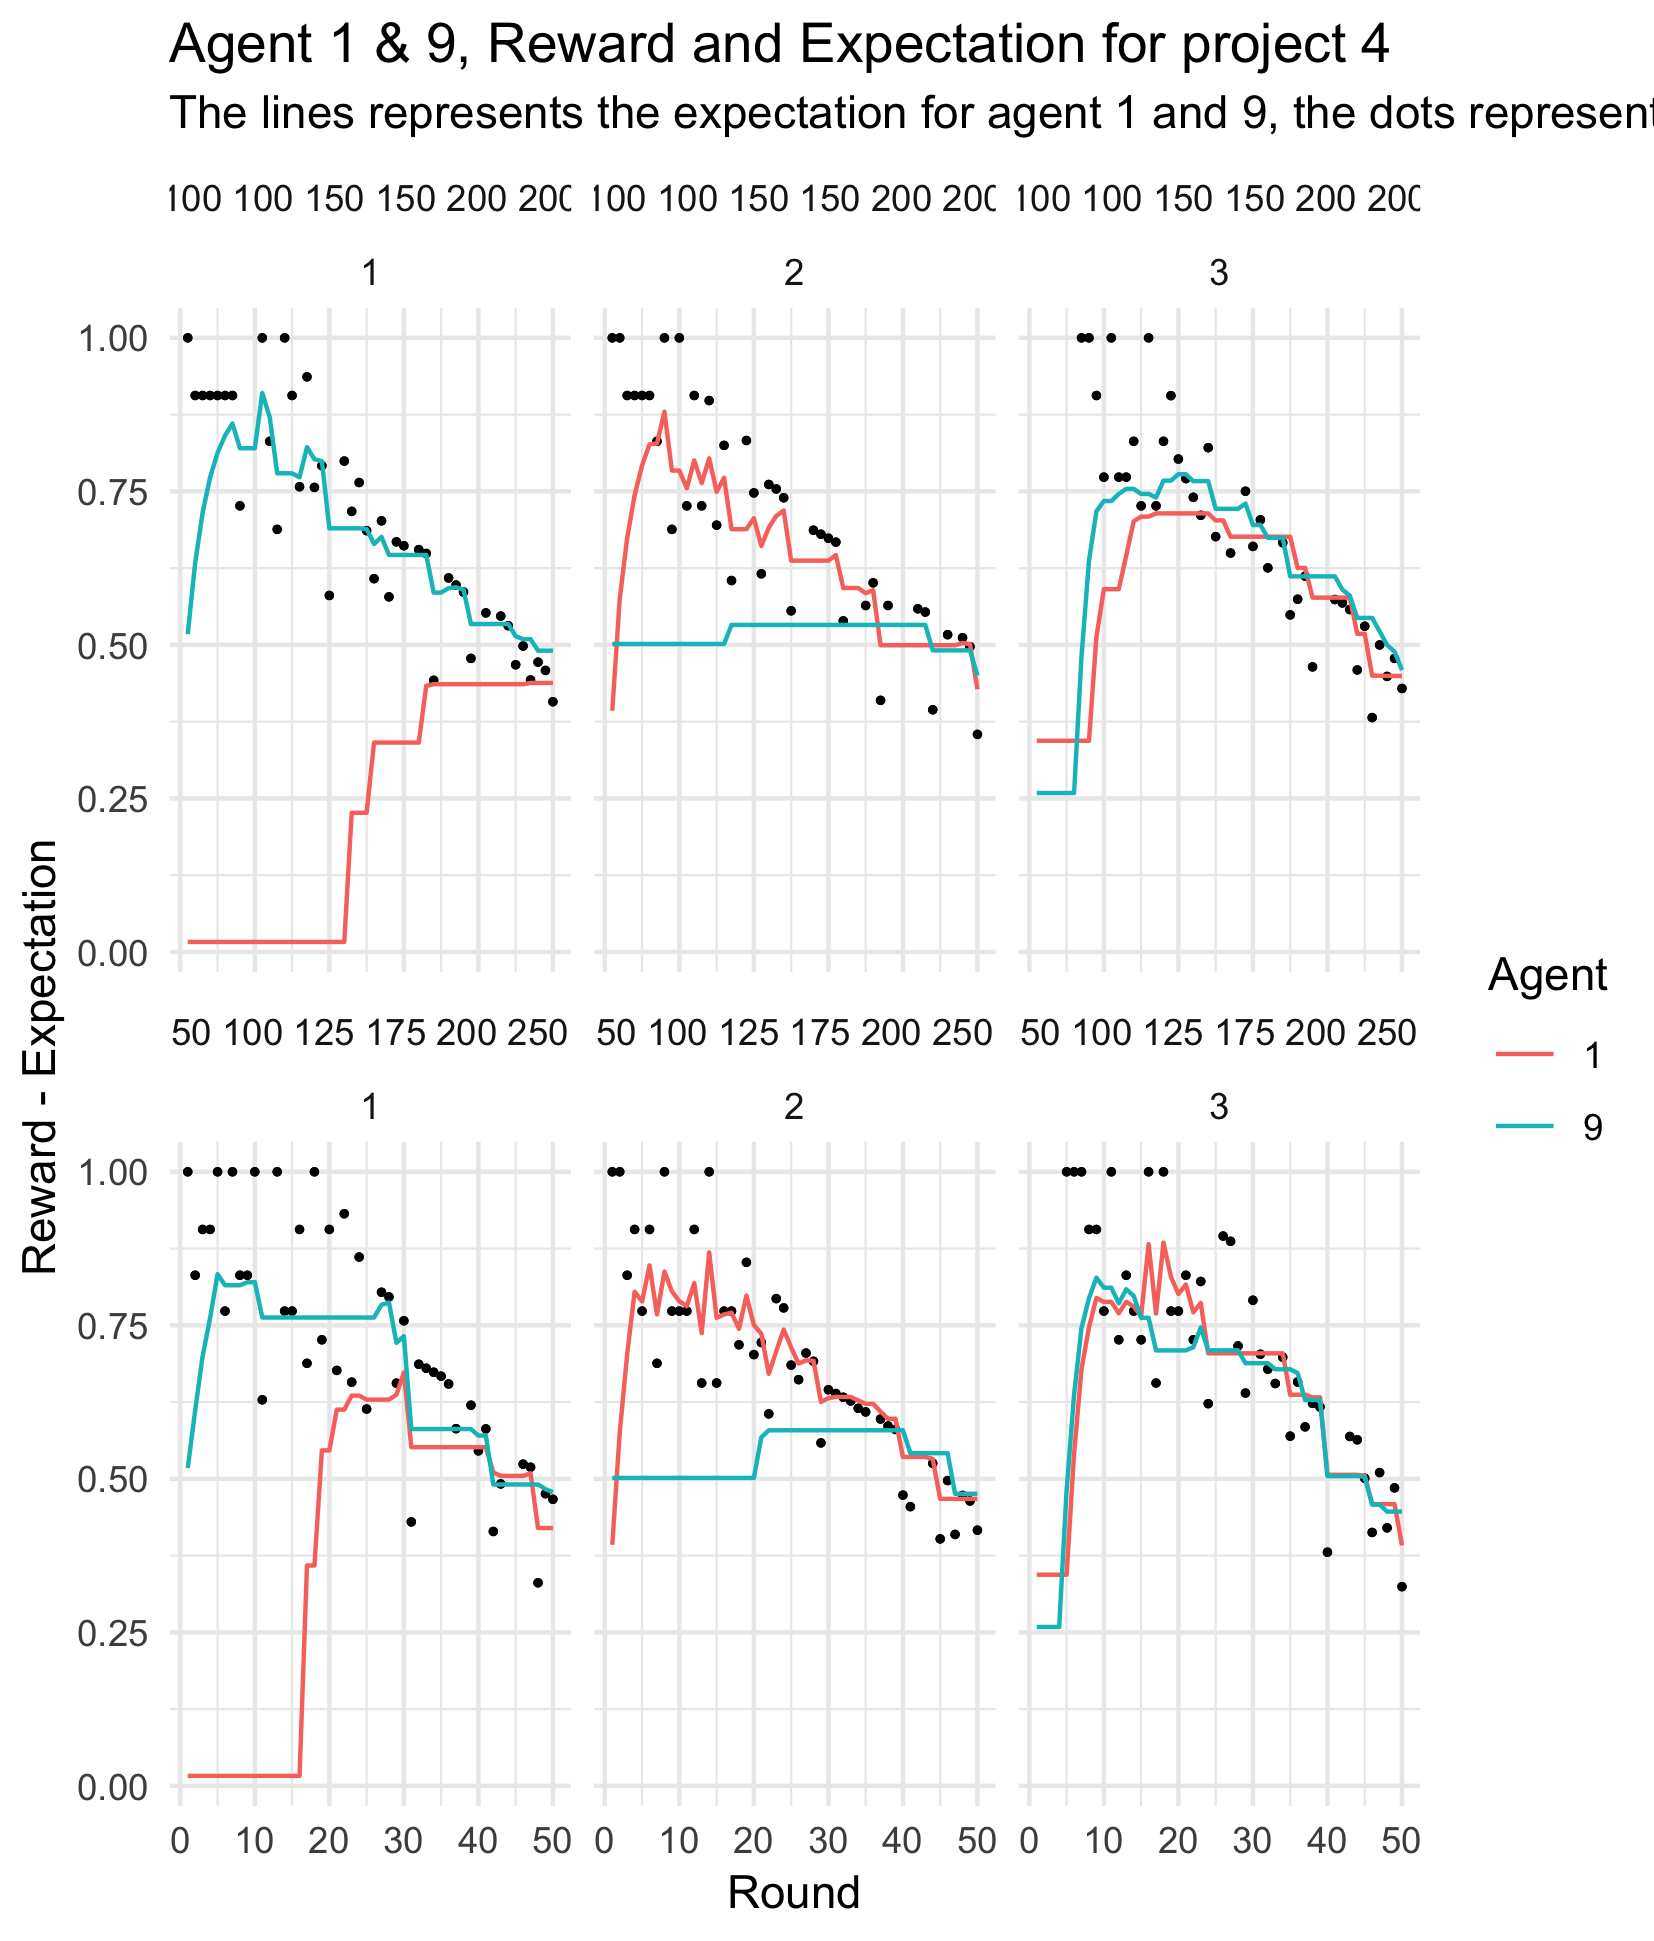 Agent 1 & 9, Reward and Expectation for project 4
The lines represents the expectation for agent 1 and 9, the dots represent
100 100 150 150 200 200 100 100 150 150 200 200 100 100 150 150 200 200
1 2 3
1.00
0.75
0.50
0.25
0.00
50 100 125 175 200 250 50 100 125 175 200 250 50 100 125 175 200 250
1 2 3
1.00
0.75
0.50
0.25
0.00
0 10 20 30 40 50 0 10 20 30 40 50 0 10 20 30 40 50
Round
Reward - Expectation
Agent
1
9